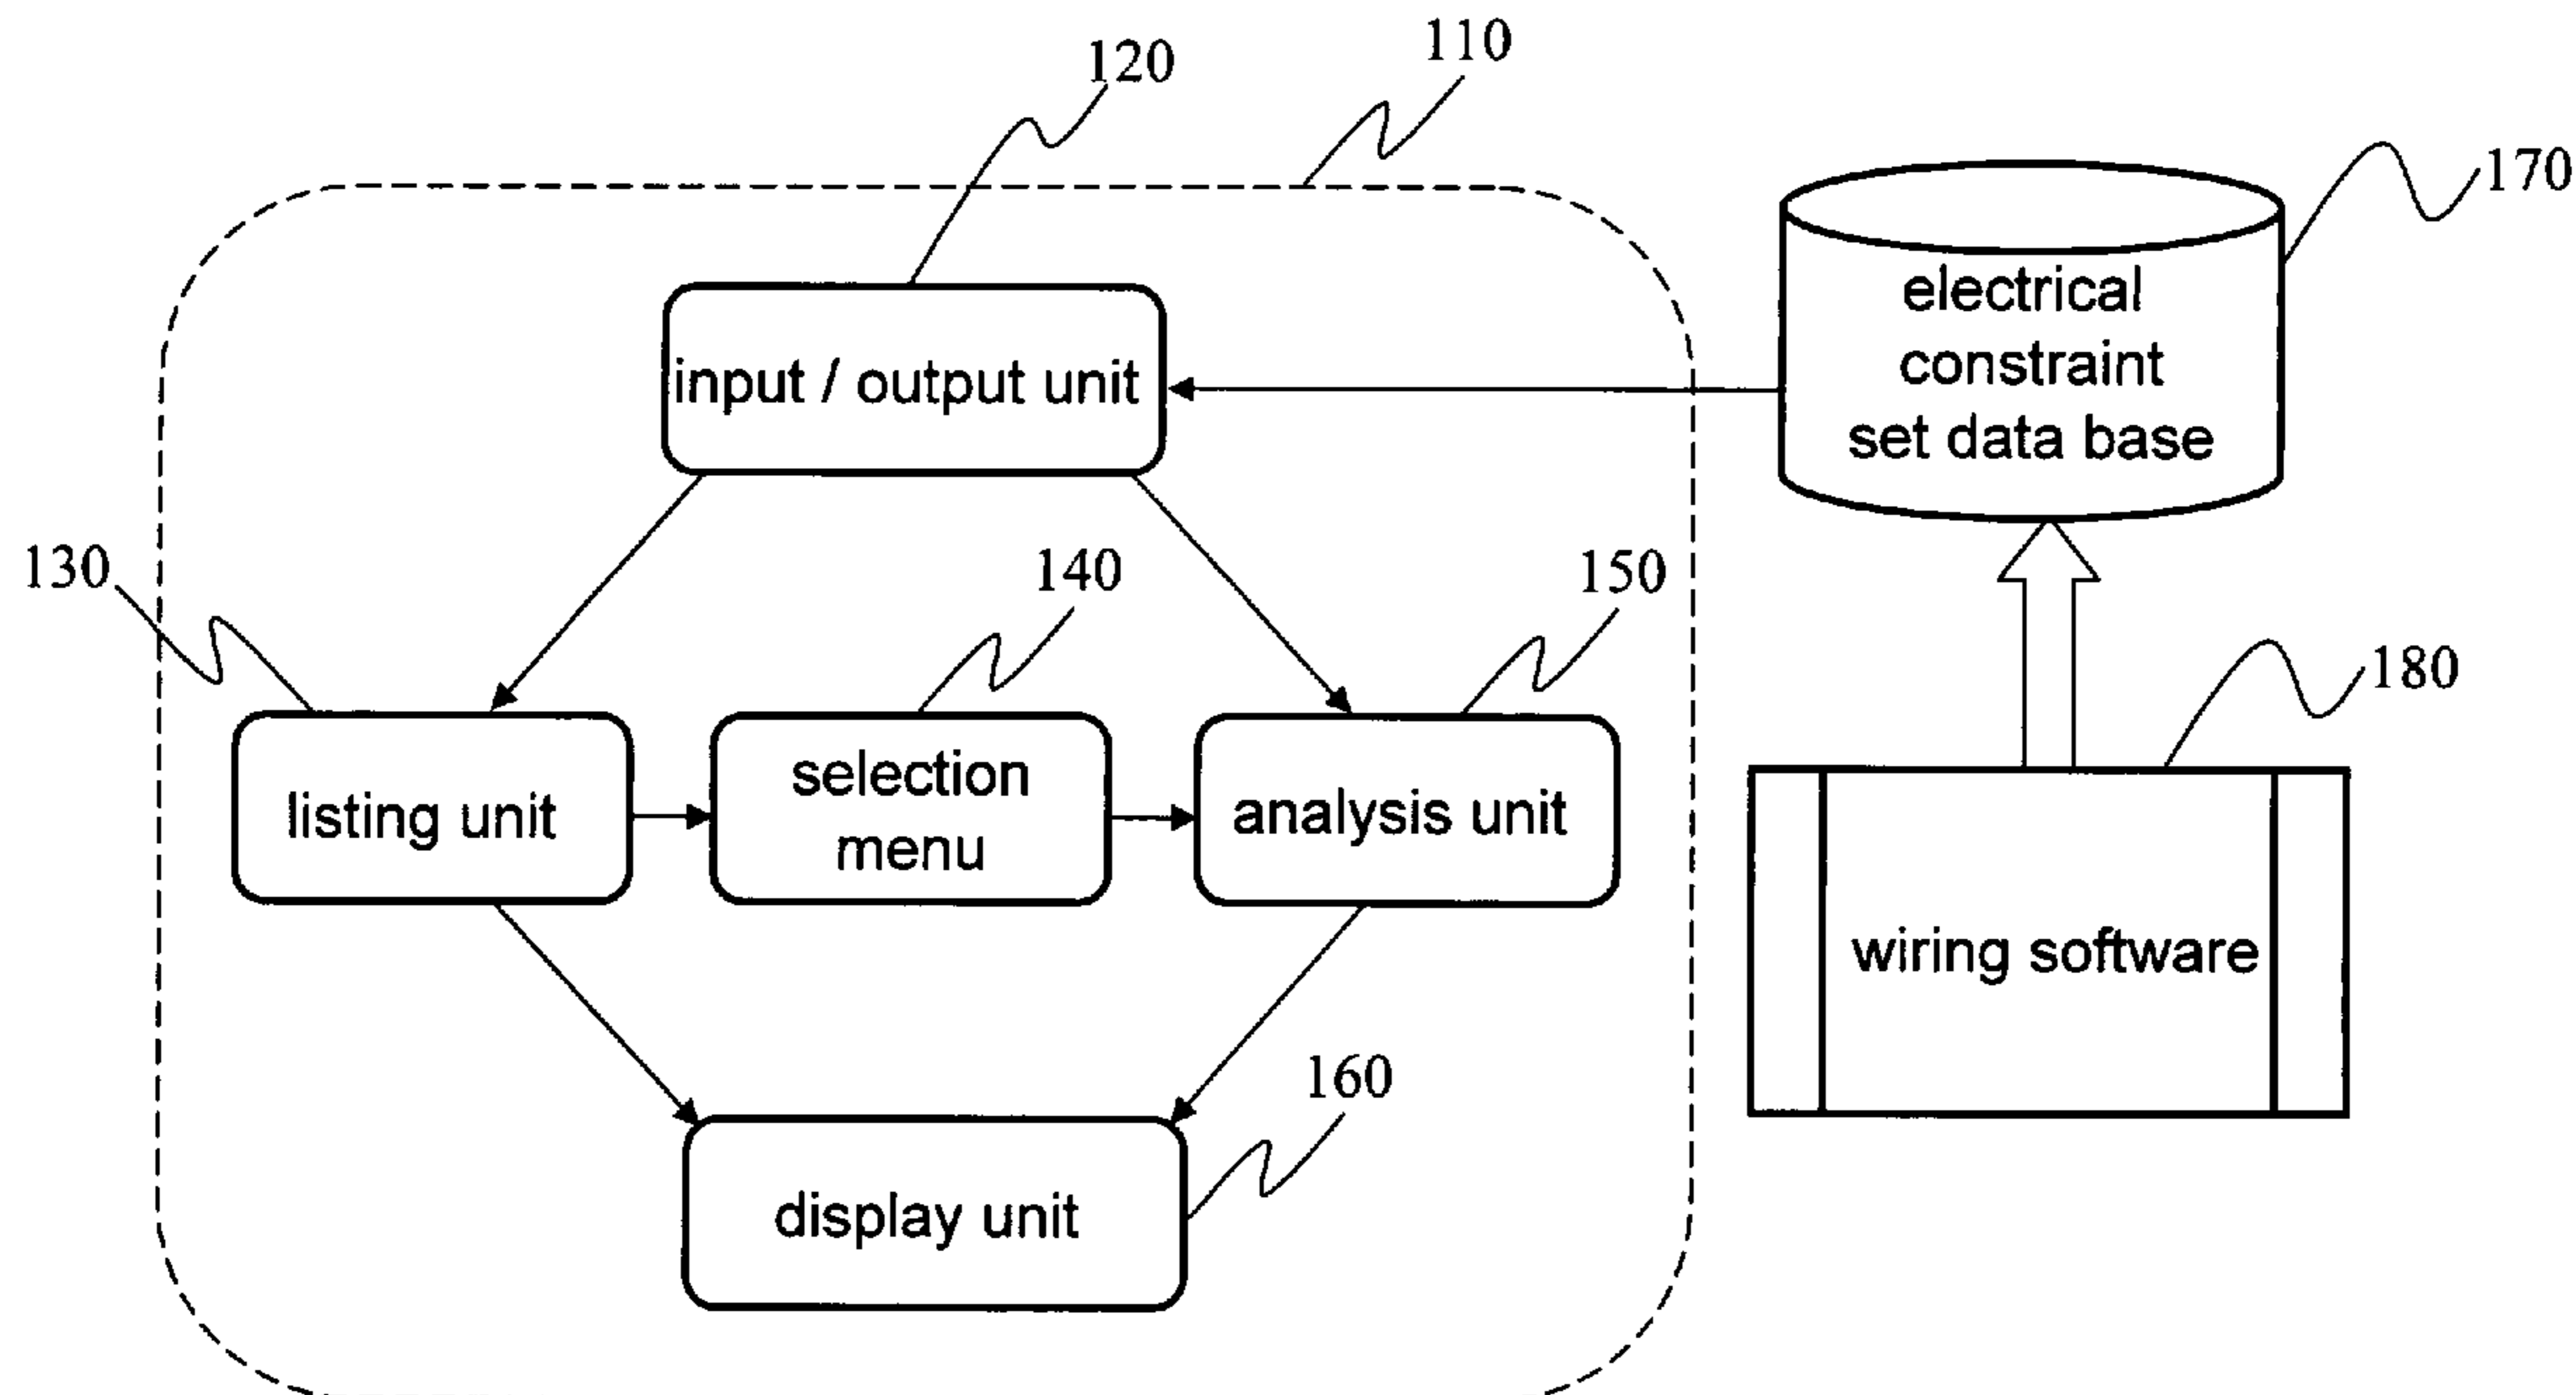 110
120
170
electrical
constraint
set data base
input / output unit
130
140
150
180
selection
menu
listing unit
analysis unit
wiring software
160
display unit